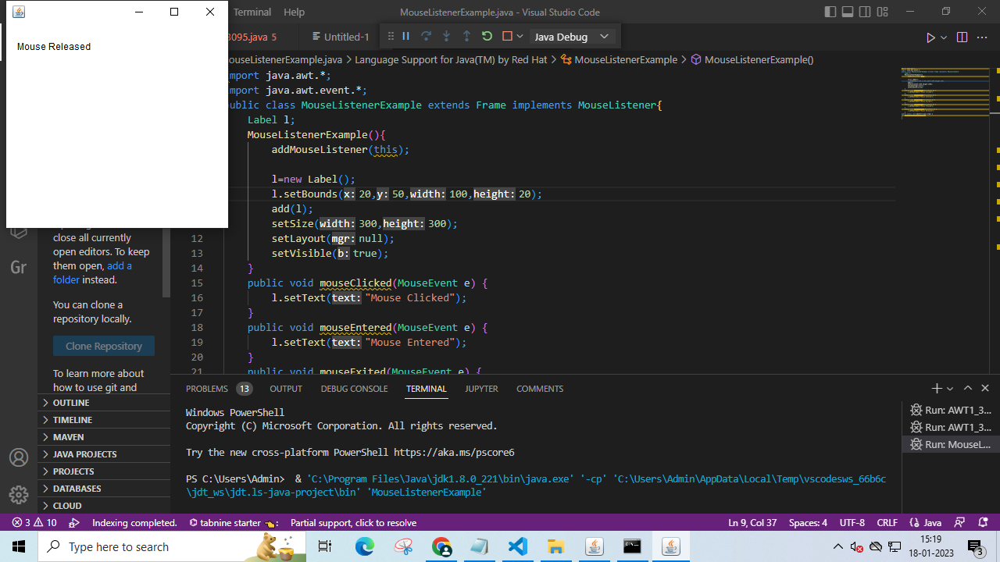 Mouse Released
Terminal Help
MouseListenerExample.java - Visual Studio Code
8095.java 5
Untitled-1
Java Debug
ouseListenerExample.java > Language Support for Java(TM) by Red Hat > MouseListenerExample > MouseListenerExample()
mport java.awt.*;
mport java.awt.event.*;
ublic class MouseListenerExample extends Frame implements MouseListener{
Label l;
MouseListenerExample(){
addMouseListener(this);
l=new Label();
l.setBounds(x: 20,y: 50,width: 100,height: 20);
add(l);
setSize(width: 300,height: 300);
12 setLayout(mgr: null);
13 setVisible(b: true);
14 }
15 public void mouseClicked(MouseEvent e) {
16 l.setText(text: "Mouse Clicked");
17 }
18 public void mouseEntered(MouseEvent e) {
19 l.setText(text: "Mouse Entered");
20 }
21 public void mouseExited(MouseEvent e) {
Gr
close all currently
open editors. To keep
them open, add a
folder instead.
You can clone a
repository locally.
Clone Repository
To learn more about
how to use git and
OUTLINE
TIMELINE
MAVEN
JAVA PROJECTS
PROJECTS
DATABASES
CLOUD
PROBLEMS 13 OUTPUT DEBUG CONSOLE TERMINAL JUPYTER COMMENTS
Windows PowerShell
Copyright (C) Microsoft Corporation. All rights reserved.
Try the new cross-platform PowerShell https://aka.ms/pscore6
PS C:\Users\Admin> & 'C:\Program Files\Java\jdk1.8.0_221\bin\java.exe' '-cp' 'C:\Users\Admin\AppData\Local\Temp\vscodesws_66b6c
\jdt_ws\jdt.ls-java-project\bin' 'MouseListenerExample'
Run: AWT1_3...
Run: AWT1_3...
Run: MouseL...
3 10 Indexing completed. tabnine starter : Partial support, click to resolve
Ln 9, Col 37 Spaces: 4 UTF-8 CRLF Java
Type here to search
15:19
18-01-2023
3